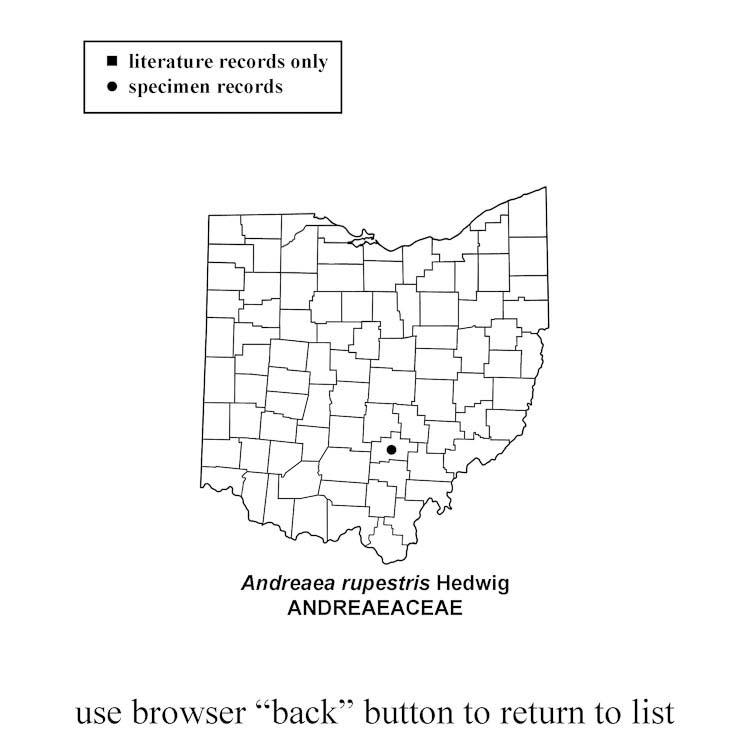 literature records only
specimen records
Andreaea rupestris Hedwig
ANDREAEACEAE
use browser “back” button to return to list